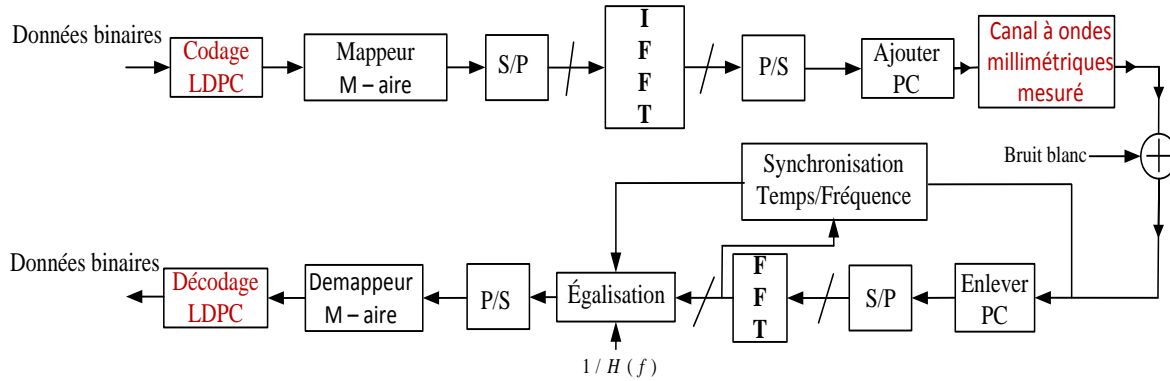 Données binaires
Codage
LDPC
Mappeur
M – aire
S/P
I
F
F
T
P/S
Ajouter
PC
Canal à ondes
millimétriques
mesuré
Bruit blanc
Synchronisation
Temps/Fréquence
Données binaires
Décodage
LDPC
Demappeur
M – aire
P/S
Égalisation
F
F
T
S/P
Enlever
PC
1 / H ( f )